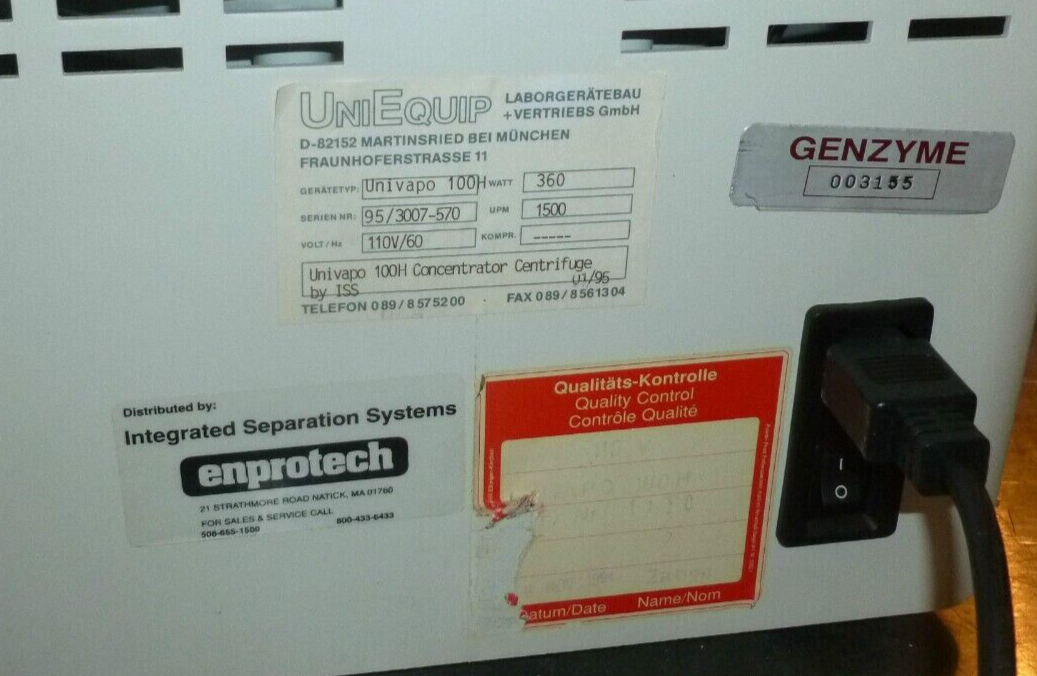 UNIEQUIP LABORGERÄTEBAU
+VERTRIEBS GmbH
D-82152 MARTINSRIED BEI MÜNCHEN
FRAUNHOFERSTRASSE 11
GERÄTETYP: Univapo 100H WATT 360
SERIEN NR: 95/3007-570 UPM 1500
VOLT/Hz 110V/60 KOMPR. -----
Univapo 100H Concentrator Centrifuge
by ISS /95
TELEFON 089/8575200 · FAX 089/8561304
GENZYME
003155
Distributed by:
Integrated Separation Systems
enprotech
21 STRATHMORE ROAD NATICK, MA 01760
FOR SALES & SERVICE CALL
508-655-1500 800-433-6433
Qualitäts-Kontrolle
Quality Control
Contrôle Qualité
atum/Date Name/Nom
I
O